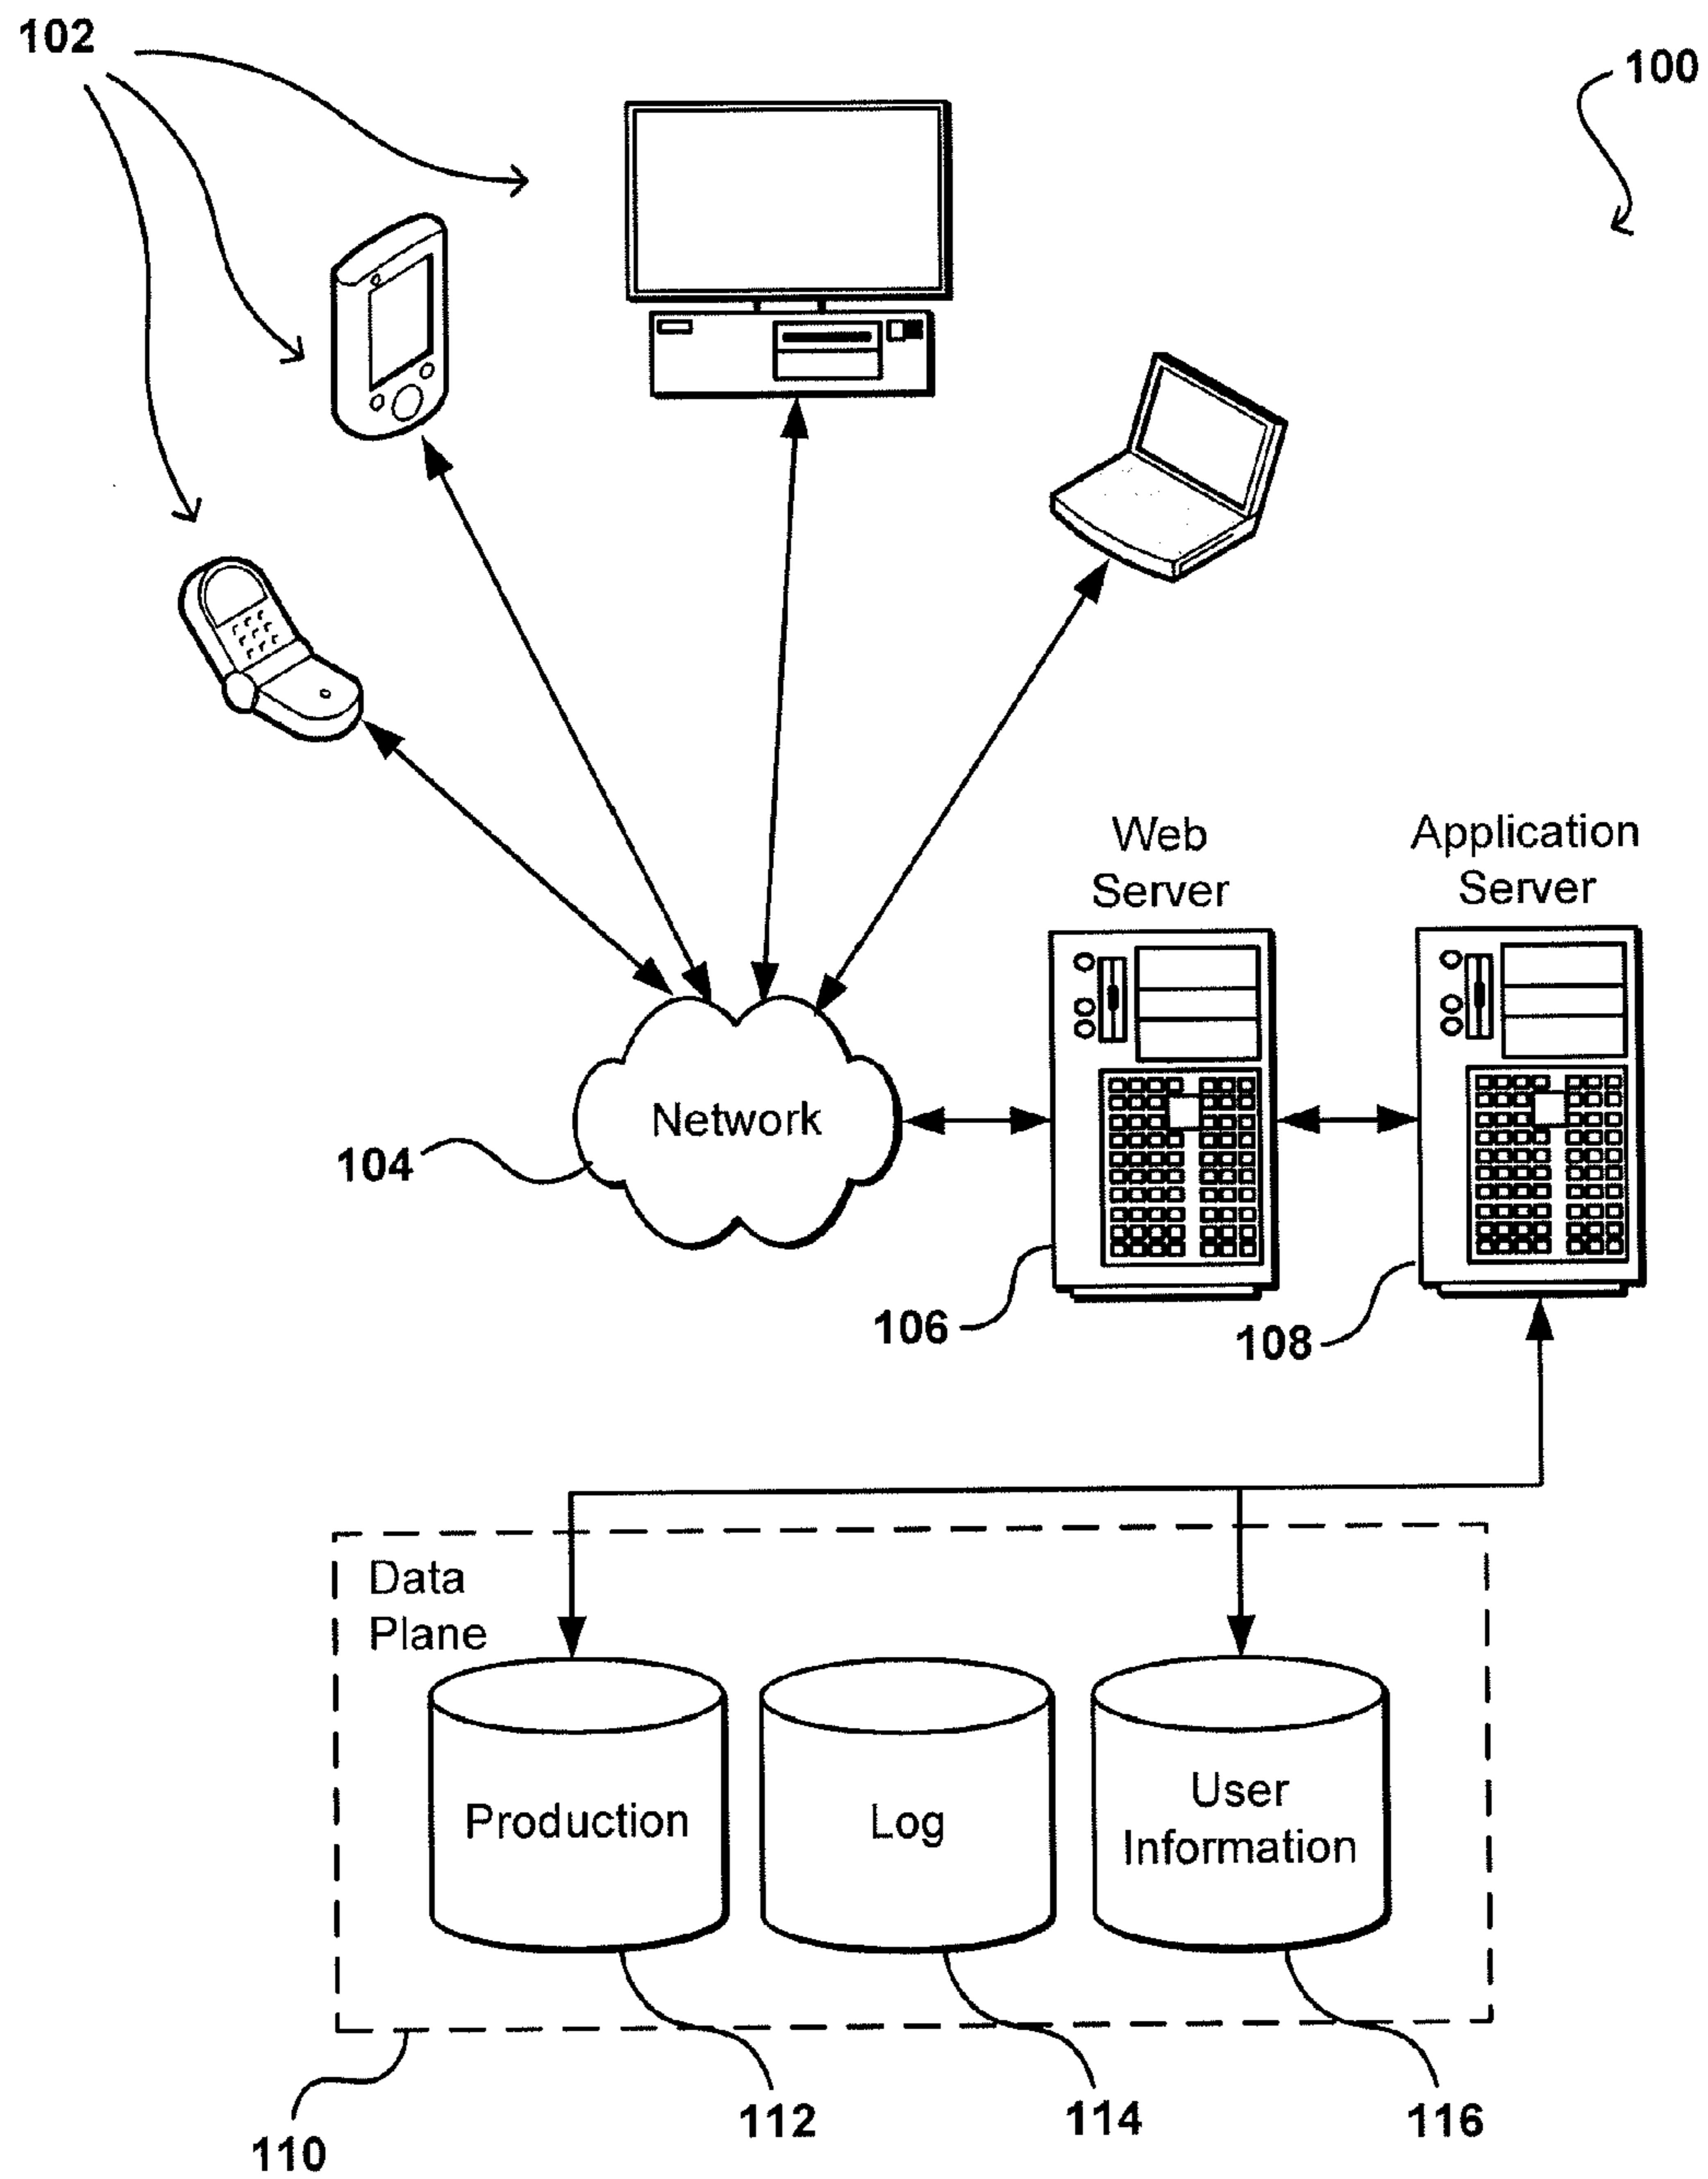 102
100
Web
Server
Application
Server
Network
104
106
108
Data
Plane
Production
Log
User
Information
112
114
116
110